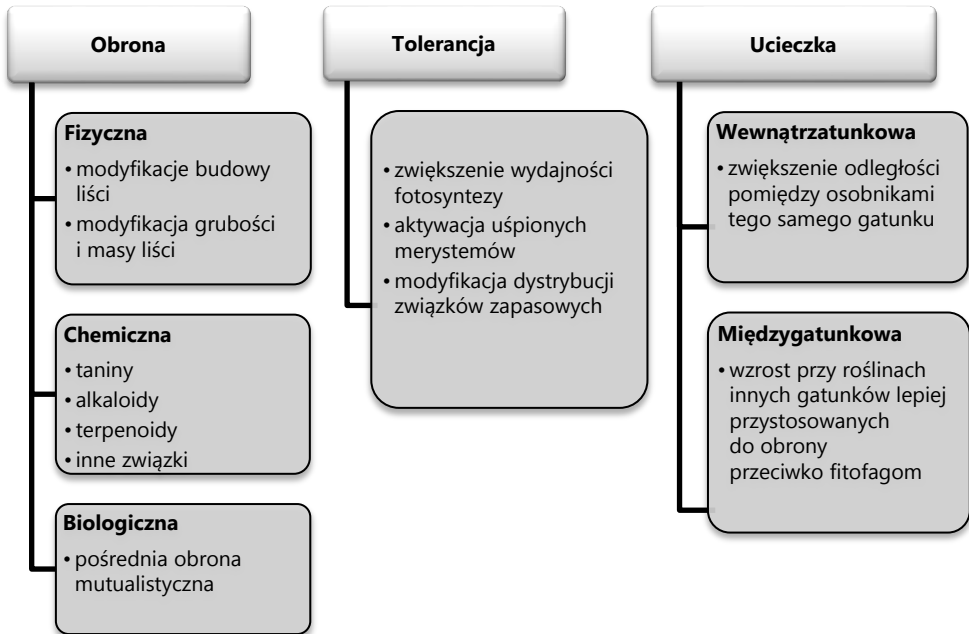 Obrona
Fizyczna
• modyfikacje budowy
liści
• modyfikacja grubości
i masy liści
Chemiczna
• taniny
• alkaloidy
• terpenoidy
• inne związki
Biologiczna
• pośrednia obrona
mutualistyczna
Tolerancja
• zwiększenie wydajności
fotosyntezy
• aktywacja uśpionych
merystemów
• modyfikacja dystrybucji
związków zapasowych
Ucieczka
Wewnątrzatunkowa
• zwiększenie odległości
pomiędzy osobnikami
tego samego gatunku
Międzygatunkowa
• wzrost przy roślinach
innych gatunków lepiej
przystosowanych
do obrony
przeciwko fitofagom